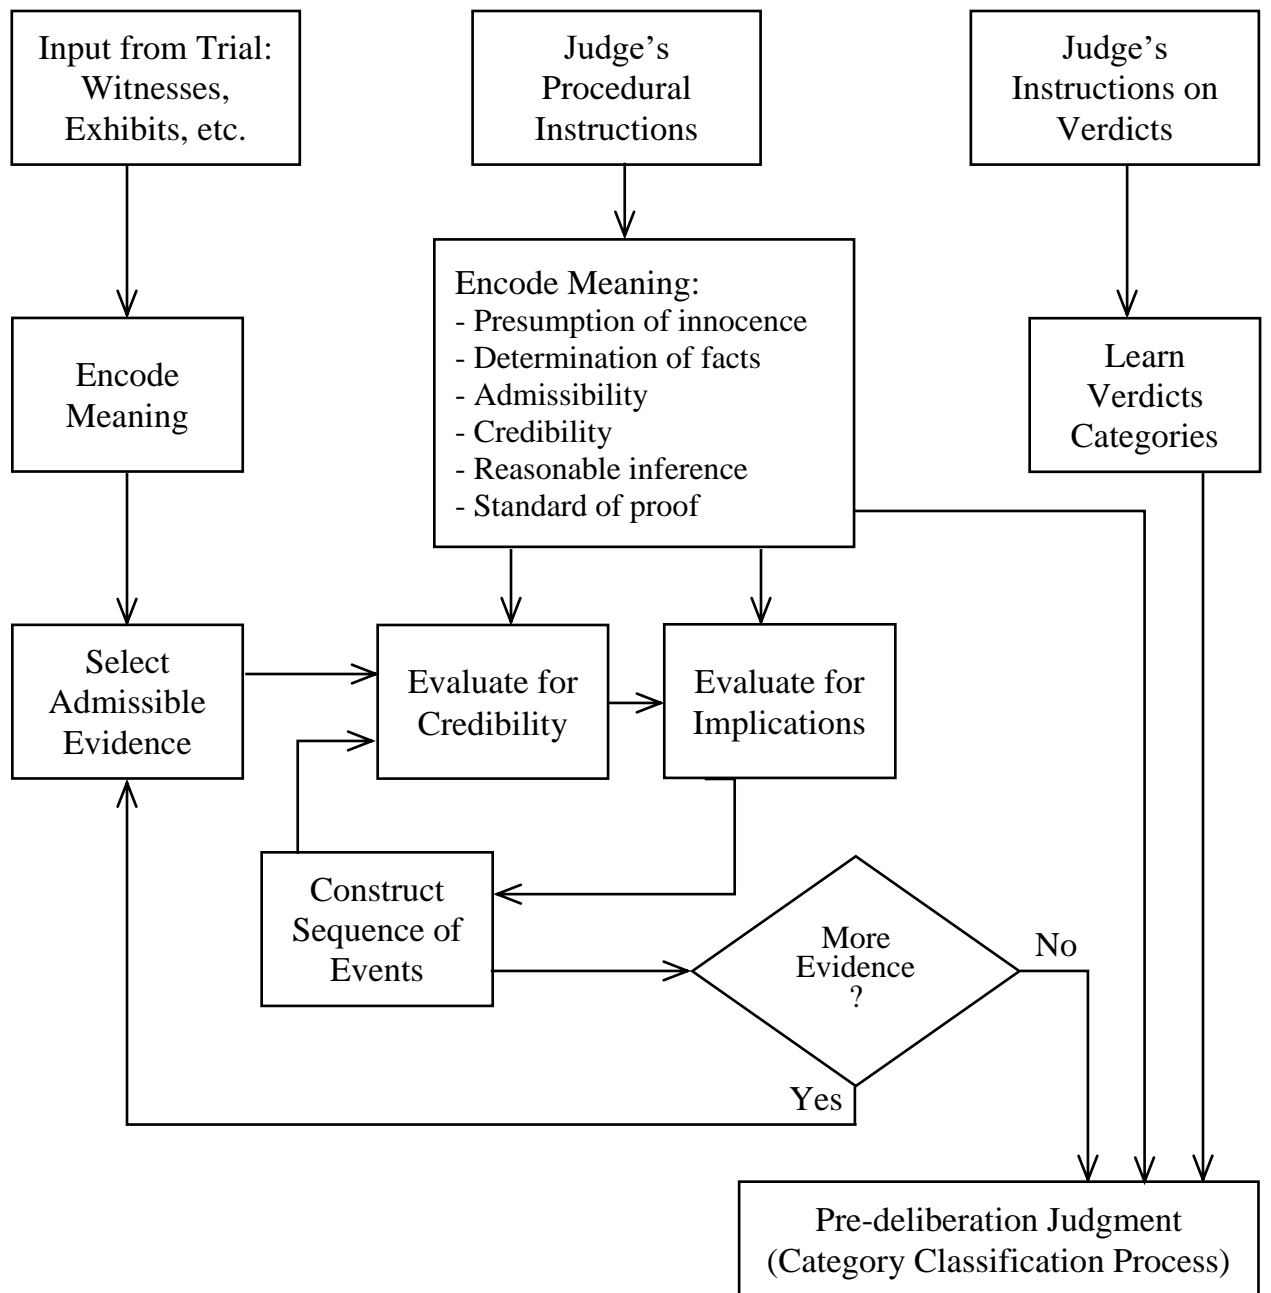 Input from Trial:
Witnesses,
Exhibits, etc.
Judge’s
Procedural
Instructions
Judge’s
Instructions on
Verdicts
Encode Meaning:
- Presumption of innocence
- Determination of facts
- Admissibility
- Credibility
- Reasonable inference
- Standard of proof
Encode
Meaning
Learn
Verdicts
Categories
Select
Admissible
Evidence
Evaluate for
Credibility
Evaluate for
Implications
Construct
Sequence of
Events
More
Evidence
?
No
Yes
Pre-deliberation Judgment
(Category Classification Process)